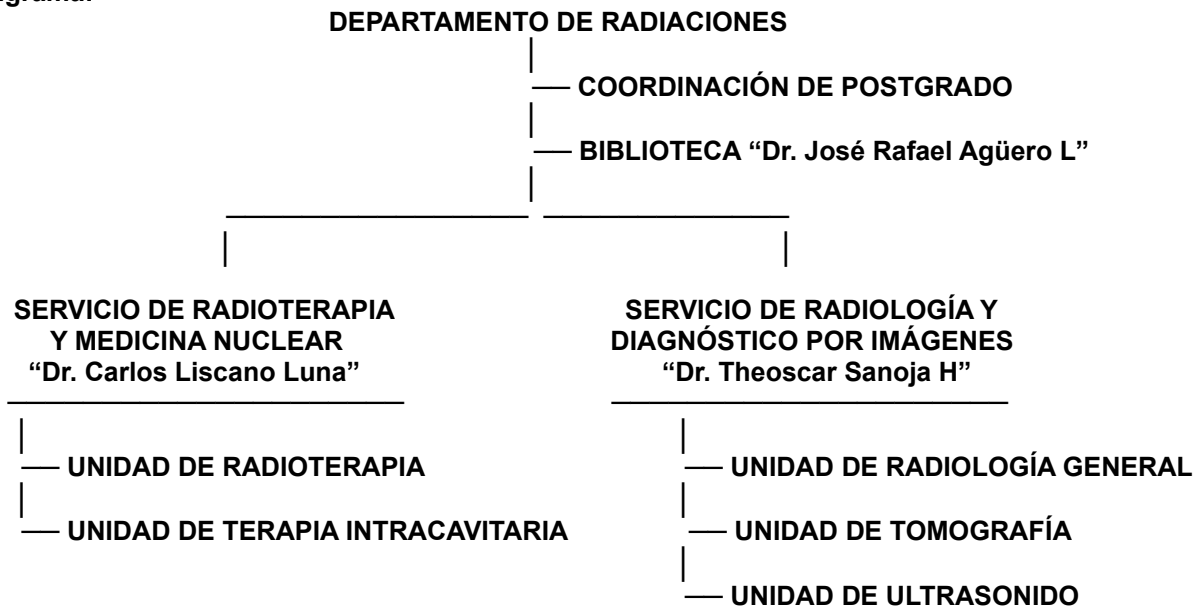 DEPARTAMENTO DE RADIACIONES
COORDINACIÓN DE POSTGRADO
BIBLIOTECA “Dr. José Rafael Agüero L”
SERVICIO DE RADIOTERAPIA
Y MEDICINA NUCLEAR
“Dr. Carlos Liscano Luna”
UNIDAD DE RADIOTERAPIA
UNIDAD DE TERAPIA INTRACAVITARIA
SERVICIO DE RADIOLOGÍA Y
DIAGNÓSTICO POR IMÁGENES
“Dr. Theoscar Sanoja H”
UNIDAD DE RADIOLOGÍA GENERAL
UNIDAD DE TOMOGRAFÍA
UNIDAD DE ULTRASONIDO